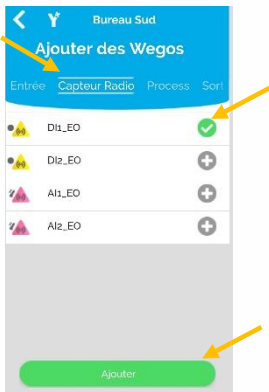 Bureau Sud
Ajouter des Wegos
Entrée Capteur Radio Process Sort
DI1_EO
DI2_EO
AI1_EO
AI2_EO
Ajouter